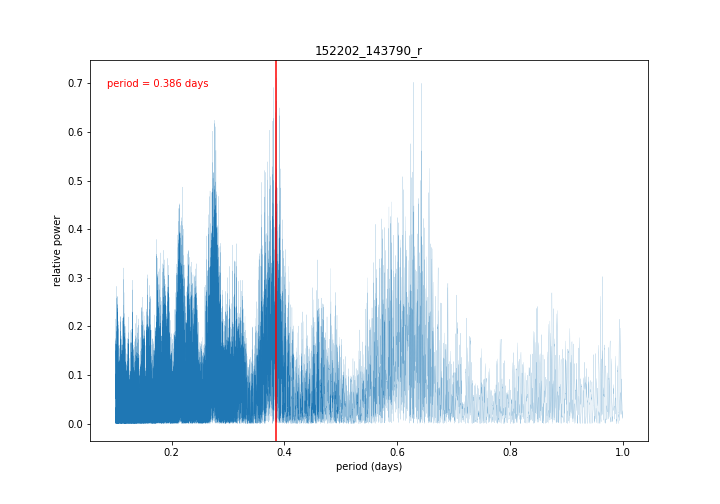 152202_143790_r
period = 0.386 days
relative power
0.7
0.6
0.5
0.4
0.3
0.2
0.1
0.0
0.2 0.4 0.6 0.8 1.0
period (days)